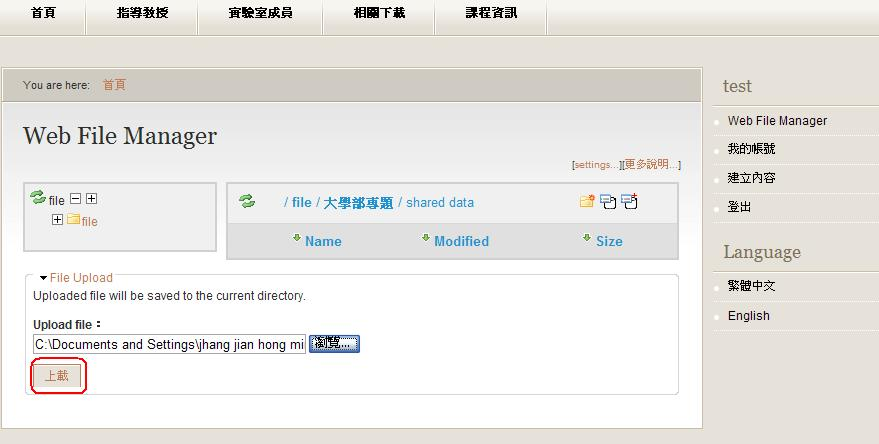 首頁 指導教授 實驗室成員 相關下載 課程資訊
You are here: 首頁
Web File Manager
[settings...][更多說明...]
file
file
/ file / 大學部專題 / shared data
Name Modified Size
File Upload
Uploaded file will be saved to the current directory.
Upload file：
C:\Documents and Settings\jhang jian hong mi 瀏覽...
上載
test
Web File Manager
我的帳號
建立內容
登出
Language
繁體中文
English